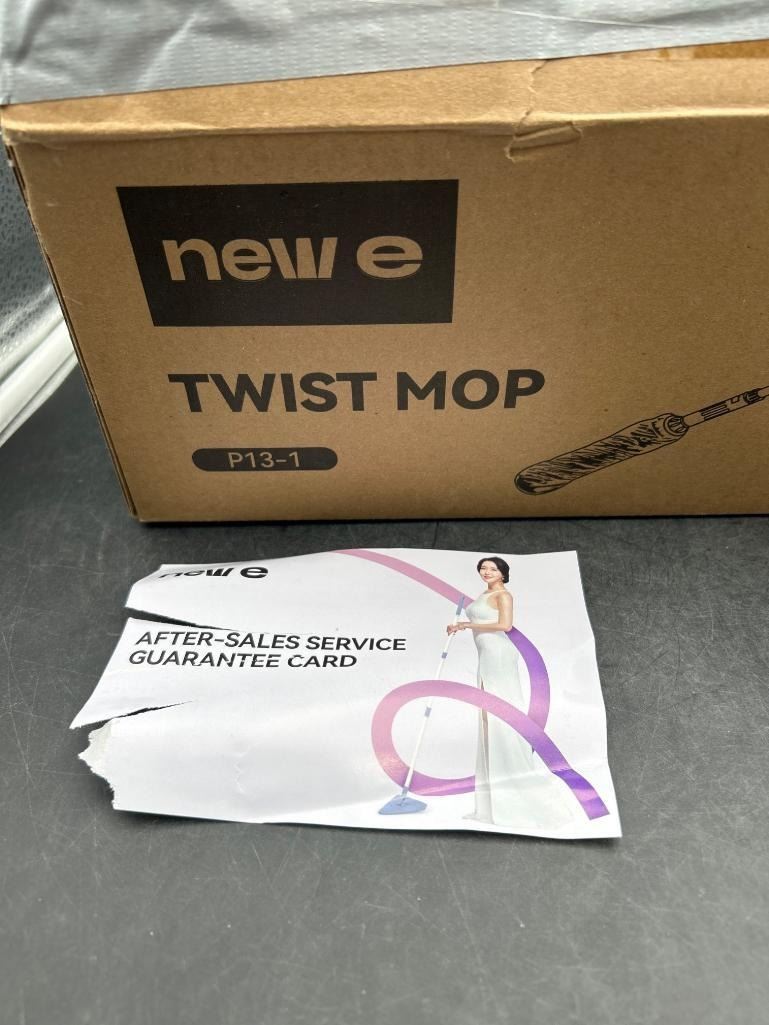 new e
TWIST MOP
P13-1
new e
AFTER-SALES SERVICE
GUARANTEE CARD